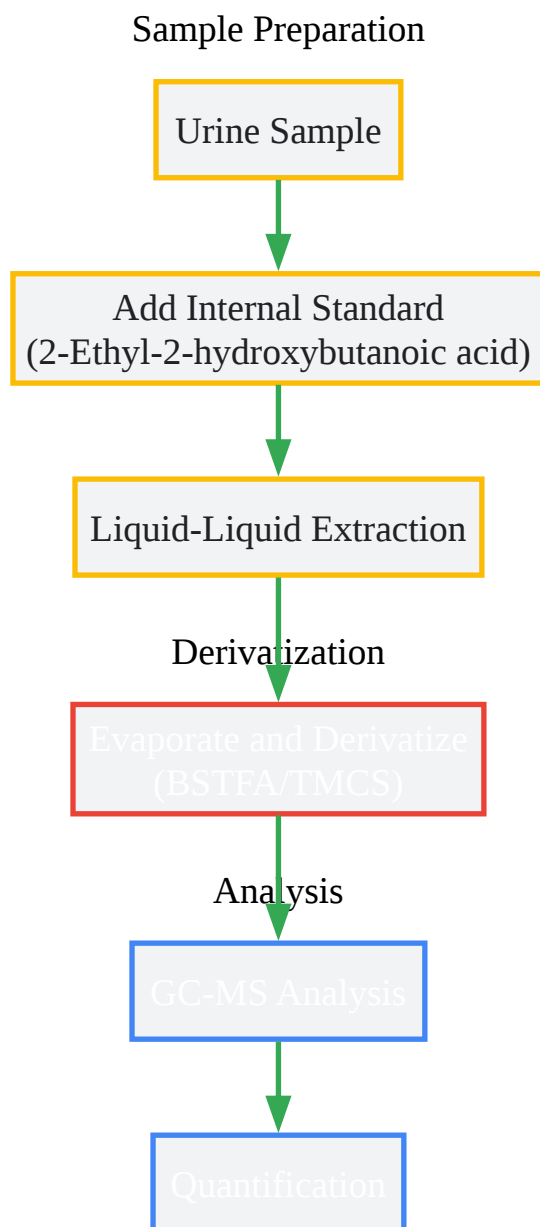 Sample Preparation
Urine Sample
Add Internal Standard
(2-Ethyl-2-hydroxybutanoic acid)
Liquid-Liquid Extraction
Derivatization
Evaporate and Derivatize
(BSTFA/TMCS)
Analysis
GC-MS Analysis
Quantification